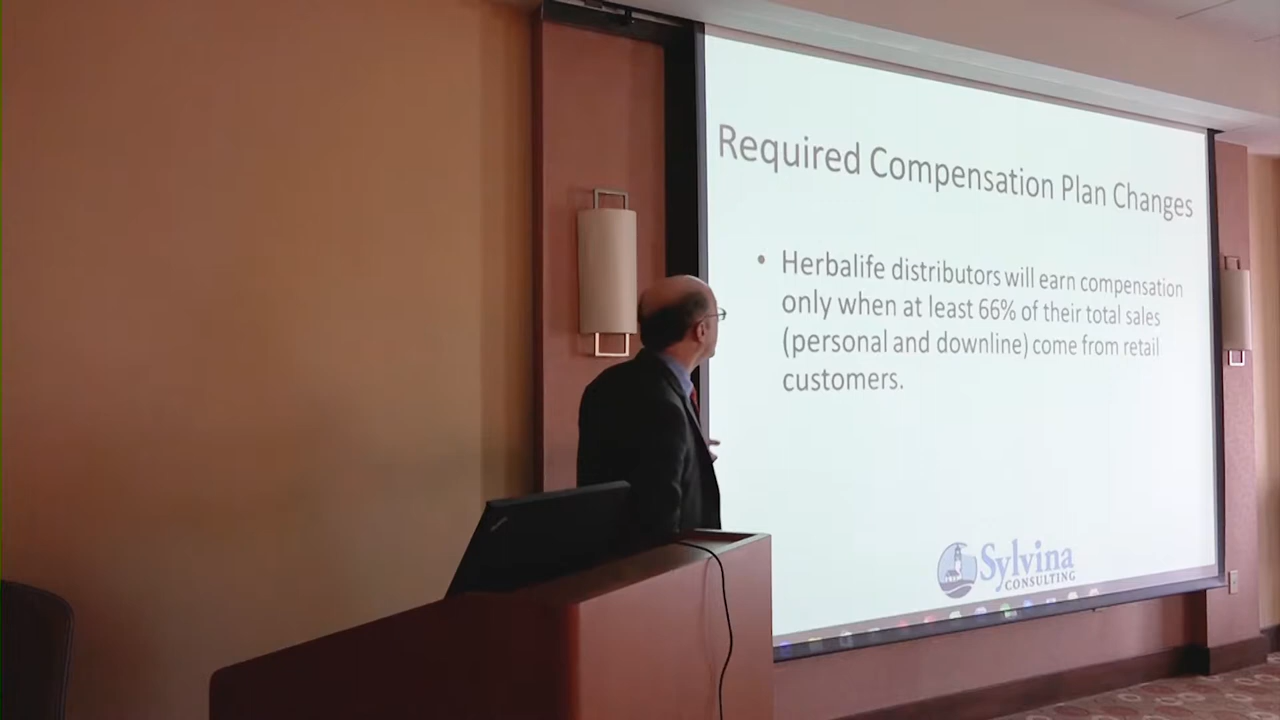 Required Compensation Plan Changes
• Herbalife distributors will earn compensation
only when at least 66% of their total sales
(personal and downline) come from retail
customers.
Sylvina
CONSULTING